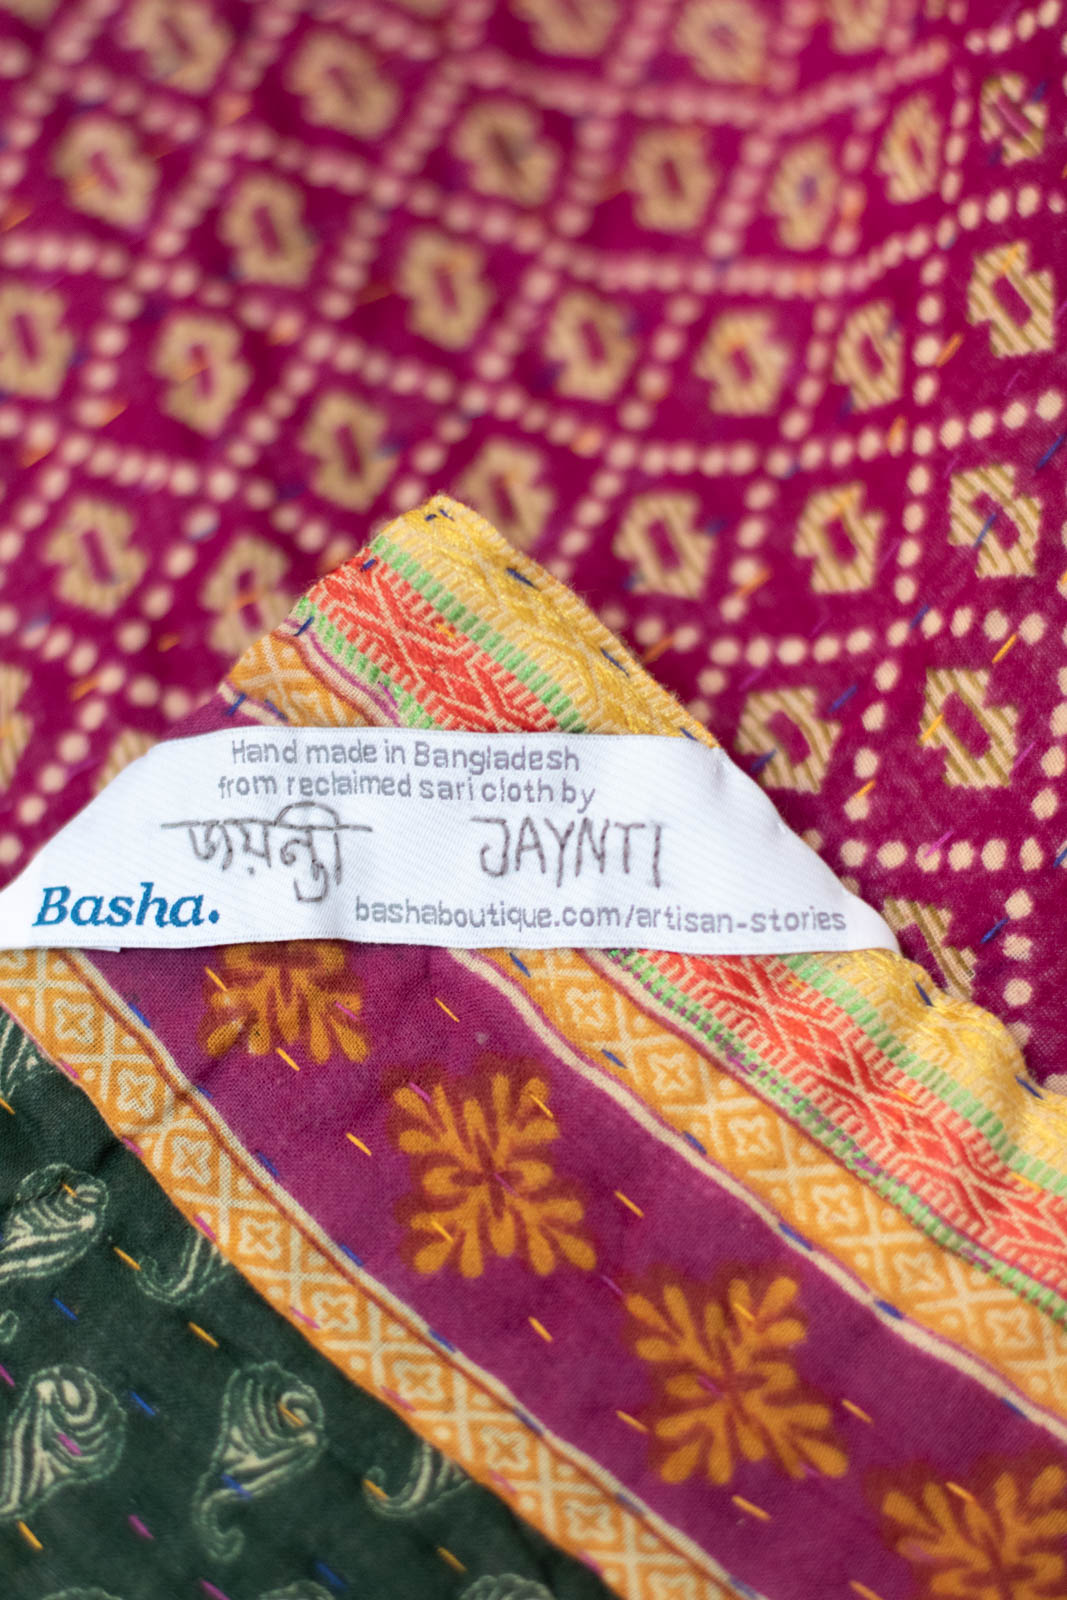 Hand made in Bangladesh
from reclaimed sari cloth by
জয়ন্তী JAYNTI
Basha. bashaboutique.com/artisan-stories